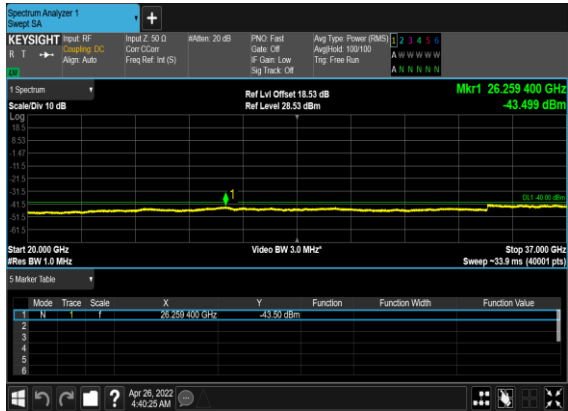 Spectrum Analyzer 1
Swept SA
KEYSIGHT Input: RF Input Z: 50 Ω #Atten: 20 dB PNO: Fast Avg Type: Power (RMS) 1 2 3 4 5 6
R T Coupling: DC Corr CCorr Gate: Off Avg|Hold: 100/100 A W W W W W
Align: Auto Freq Ref: Int (S) IF Gain: Low Trig: Free Run
LXI Sig Track: Off A N N N N N
1 Spectrum Ref Lvl Offset 18.53 dB Mkr1 26.259 400 GHz
Scale/Div 10 dB Ref Level 28.53 dBm -43.499 dBm
Log
18.5
8.53
-1.47
-11.5
-21.5
-31.5
DL1 -40.00 dBm
-41.5
-51.5
-61.5
1
Start 20.000 GHz Video BW 3.0 MHz* Stop 37.000 GHz
#Res BW 1.0 MHz Sweep ~33.9 ms (40001 pts)
5 Marker Table
Mode Trace Scale X Y Function Function Width Function Value
1 N 1 f 26.259 400 GHz -43.50 dBm
2
3
4
5
6
? Apr 26, 2022
4:40:25 AM